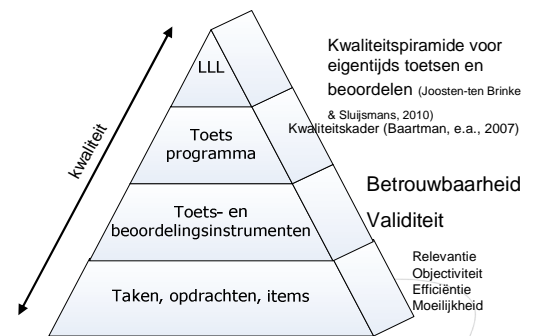 Kwaliteitspiramide voor
eigentijds toetsen en
beoordelen (Joosten-ten Brinke
& Sluijsmans, 2010)
Kwaliteitskader (Baartman, e.a., 2007)
kwaliteit
LLL
Toets
programma
Toets- en
beoordelingsinstrumenten
Taken, opdrachten, items
Betrouwbaarheid
Validiteit
Relevantie
Objectiviteit
Efficiëntie
Moeilijkheid